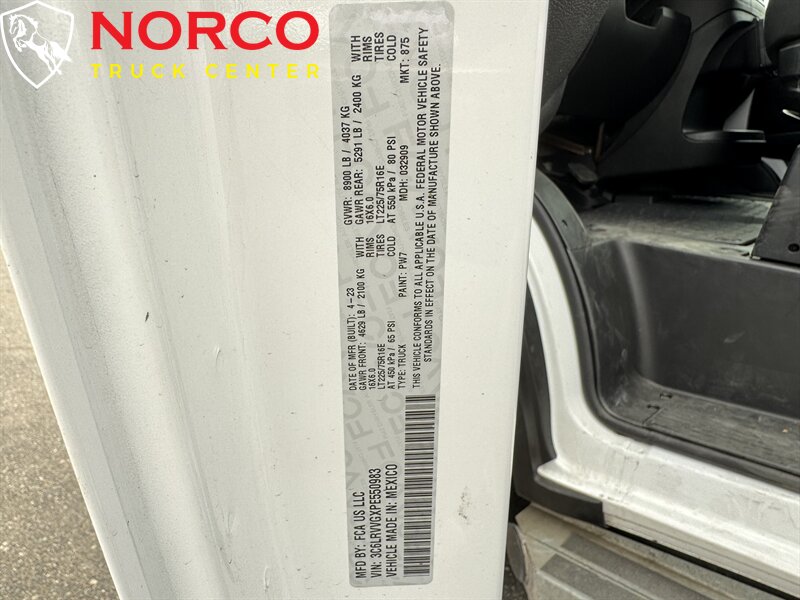 NORCO
TRUCK CENTER
MFD BY: FCA US LLC
VIN: 3C6LRVVGXPE550983
VEHICLE MADE IN: MEXICO
DATE OF MFR (BUILT): 4-23 GVWR: 8900 LB / 4037 KG
GAWR FRONT: 4629 LB / 2100 KG WITH GAWR REAR: 5291 LB / 2400 KG WITH
16X6.0 RIMS 16X6.0 RIMS
LT225/75R16E TIRES LT225/75R16E TIRES
AT 450 kPa / 65 PSI COLD AT 550 kPa / 80 PSI COLD
TYPE: TRUCK PAINT: PW7 MDH: 032909 MKT: 875
THIS VEHICLE CONFORMS TO ALL APPLICABLE U.S.A. FEDERAL MOTOR VEHICLE SAFETY
STANDARDS IN EFFECT ON THE DATE OF MANUFACTURE SHOWN ABOVE.